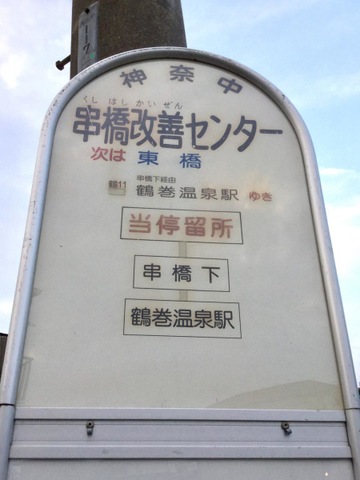 神奈中
くしはしかいぜん
串橋改善センター
次は 東橋
鶴11 串橋下経由 鶴巻温泉駅 ゆき
当停留所
串橋下
鶴巻温泉駅